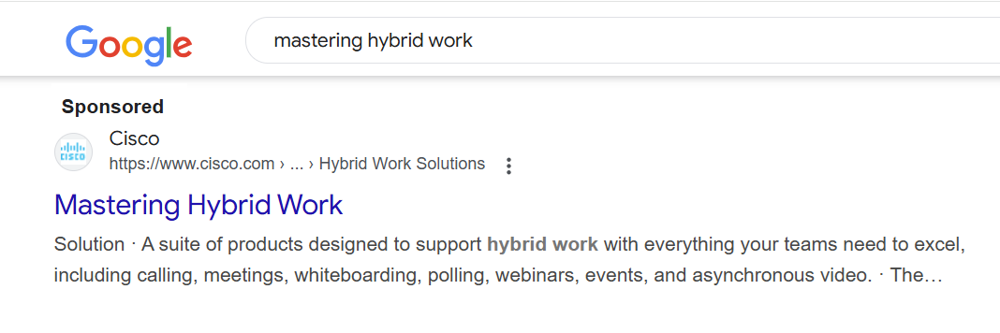 Google
mastering hybrid work
Sponsored
Cisco
CISCO
https://www.cisco.com › ... › Hybrid Work Solutions
Mastering Hybrid Work
Solution · A suite of products designed to support hybrid work with everything your teams need to excel,
including calling, meetings, whiteboarding, polling, webinars, events, and asynchronous video. · The…